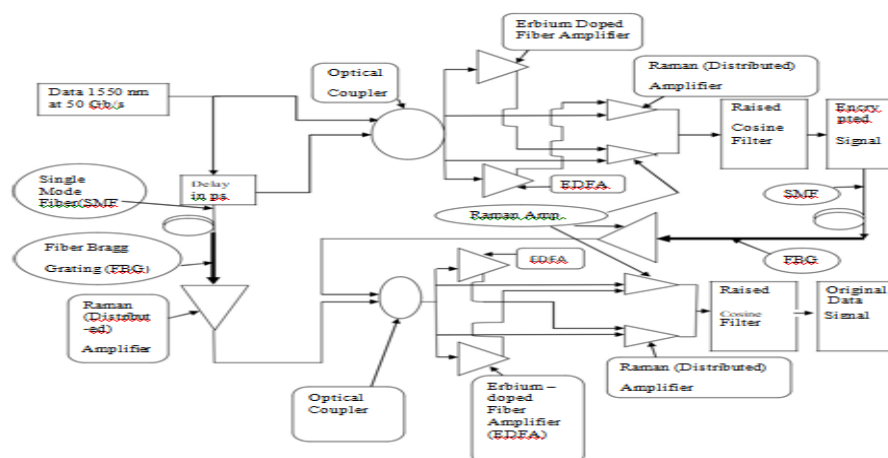 Erbium Doped
Fiber Amplifier
Optical
Coupler
Raman (Distributed)
Amplifier
Data 1550 nm
at 50 Gb/s
Raised
Cosine
Filter
Encry
pted
Signal
Single
Mode
Fiber(SMF
Delay
in ps.
EDFA
SMF
Raman Amp.
Fiber Bragg
Grating (FBG)
EDFA
FBG
Raman
(Distribut
-ed)
Amplifier
Raised
Cosine
Filter
Original
Data
Signal
Optical
Coupler
Erbium –
doped
Fiber
Amplifier
(EDFA)
Raman (Distributed)
Amplifier